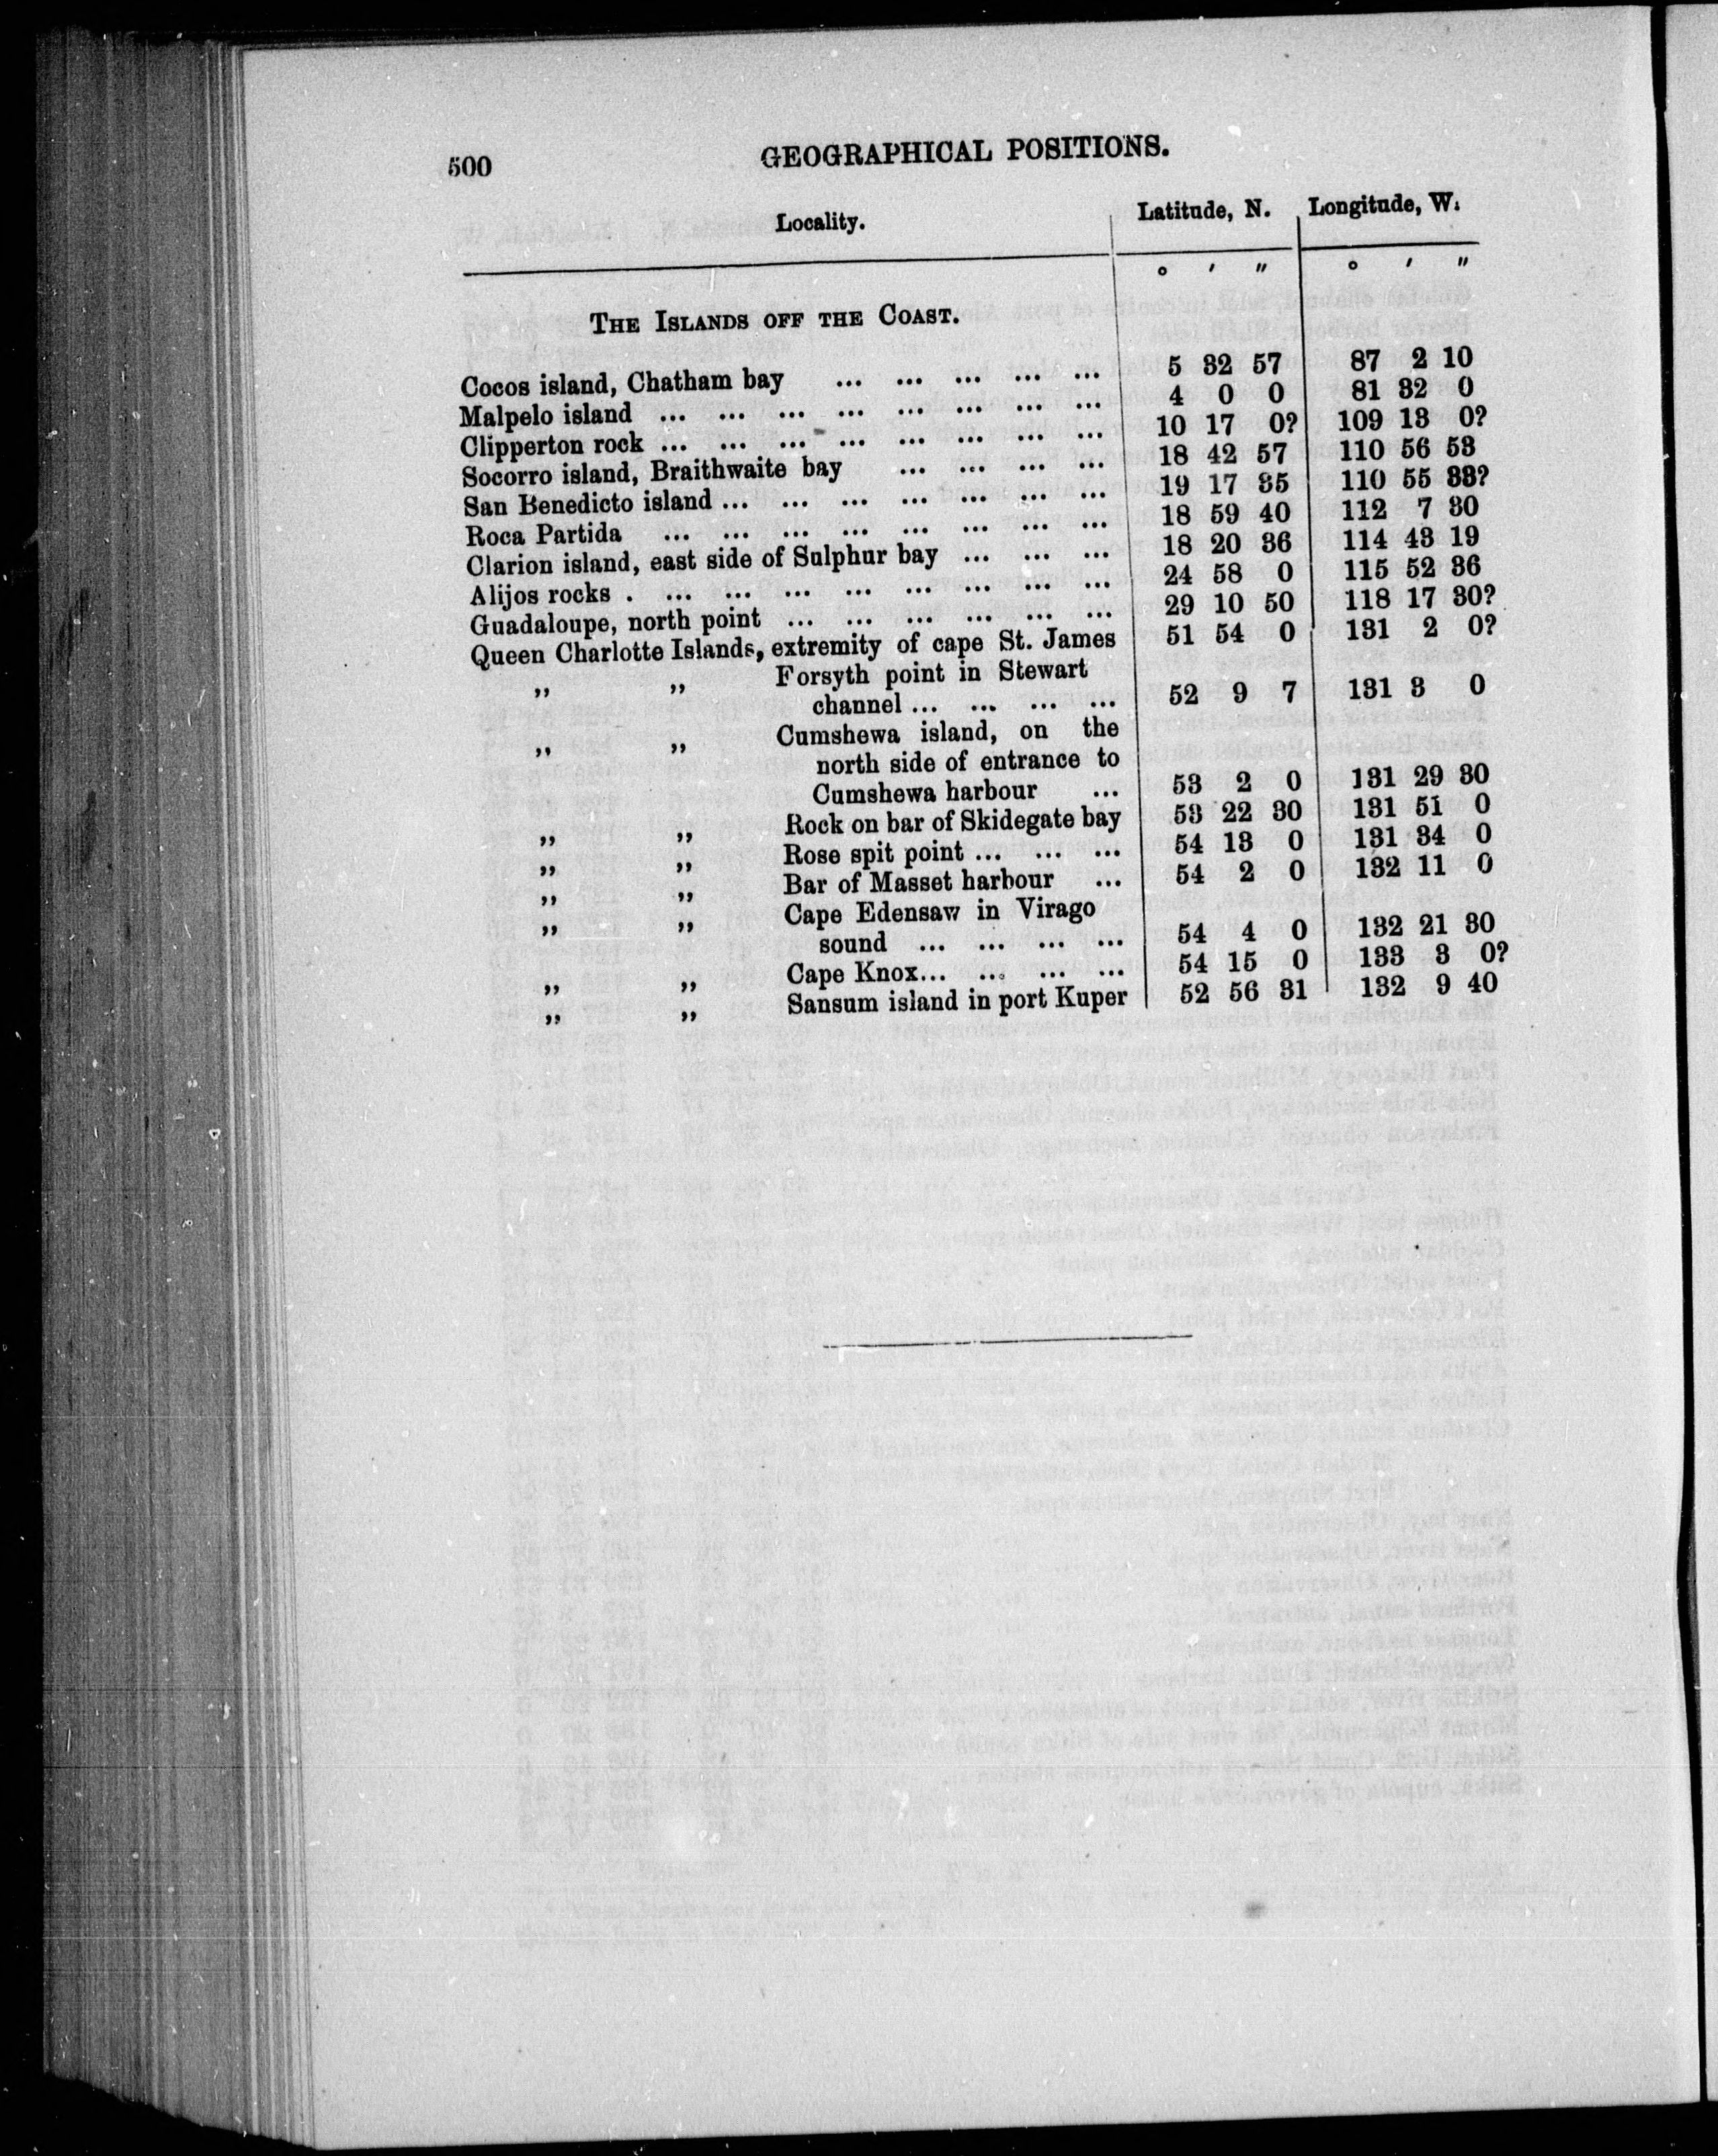 500 GEOGRAPHICAL POSITIONS.
Locality. Latitude, N. Longitude, W.
° ′ ″ ° ′ ″
THE ISLANDS OFF THE COAST.
Cocos island, Chatham bay ... ... ... ... ... 5 32 57 87 2 10
Malpelo island ... ... ... ... ... ... ... ... 4 0 0 81 32 0
Clipperton rock ... ... ... ... ... ... ... ... 10 17 0? 109 13 0?
Socorro island, Braithwaite bay ... ... ... ... 18 42 57 110 56 53
San Benedicto island ... ... ... ... ... ... ... 19 17 35 110 55 33?
Roca Partida ... ... ... ... ... ... ... ... 18 59 40 112 7 30
Clarion island, east side of Sulphur bay ... ... ... 18 20 36 114 43 19
Alijos rocks . ... ... ... ... ... ... ... ... 24 58 0 115 52 36
Guadaloupe, north point ... ... ... ... ... ... 29 10 50 118 17 30?
Queen Charlotte Islands, extremity of cape St. James 51 54 0 131 2 0?
„ „ Forsyth point in Stewart
channel ... ... ... ... 52 9 7 131 3 0
„ „ Cumshewa island, on the
north side of entrance to
Cumshewa harbour ... 53 2 0 131 29 30
„ „ Rock on bar of Skidegate bay 53 22 30 131 51 0
„ „ Rose spit point ... ... ... 54 13 0 131 34 0
„ „ Bar of Masset harbour ... 54 2 0 132 11 0
„ „ Cape Edensaw in Virago
sound ... ... ... ... 54 4 0 132 21 30
„ „ Cape Knox... ... ... ... 54 15 0 133 3 0?
„ „ Sansum island in port Kuper 52 56 31 132 9 40